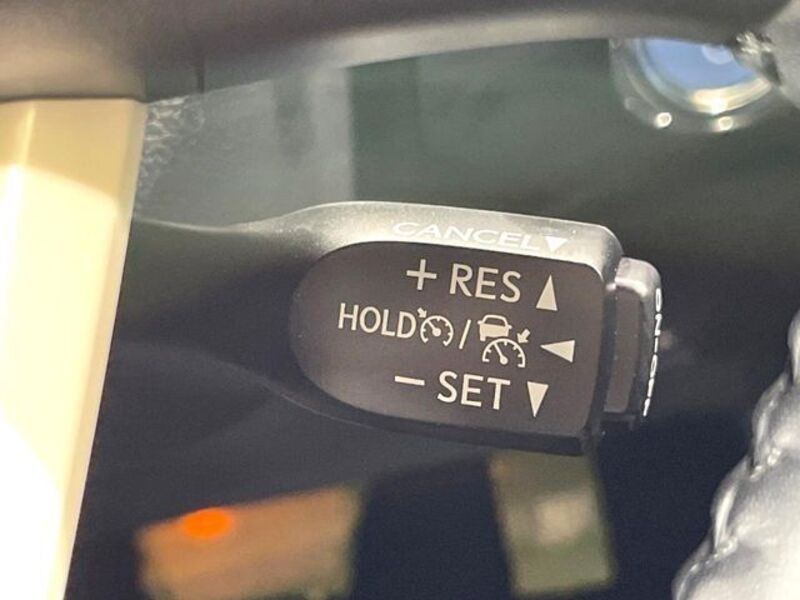 CANCEL▼
+ RES ▲
HOLD / ◀
− SET ▼